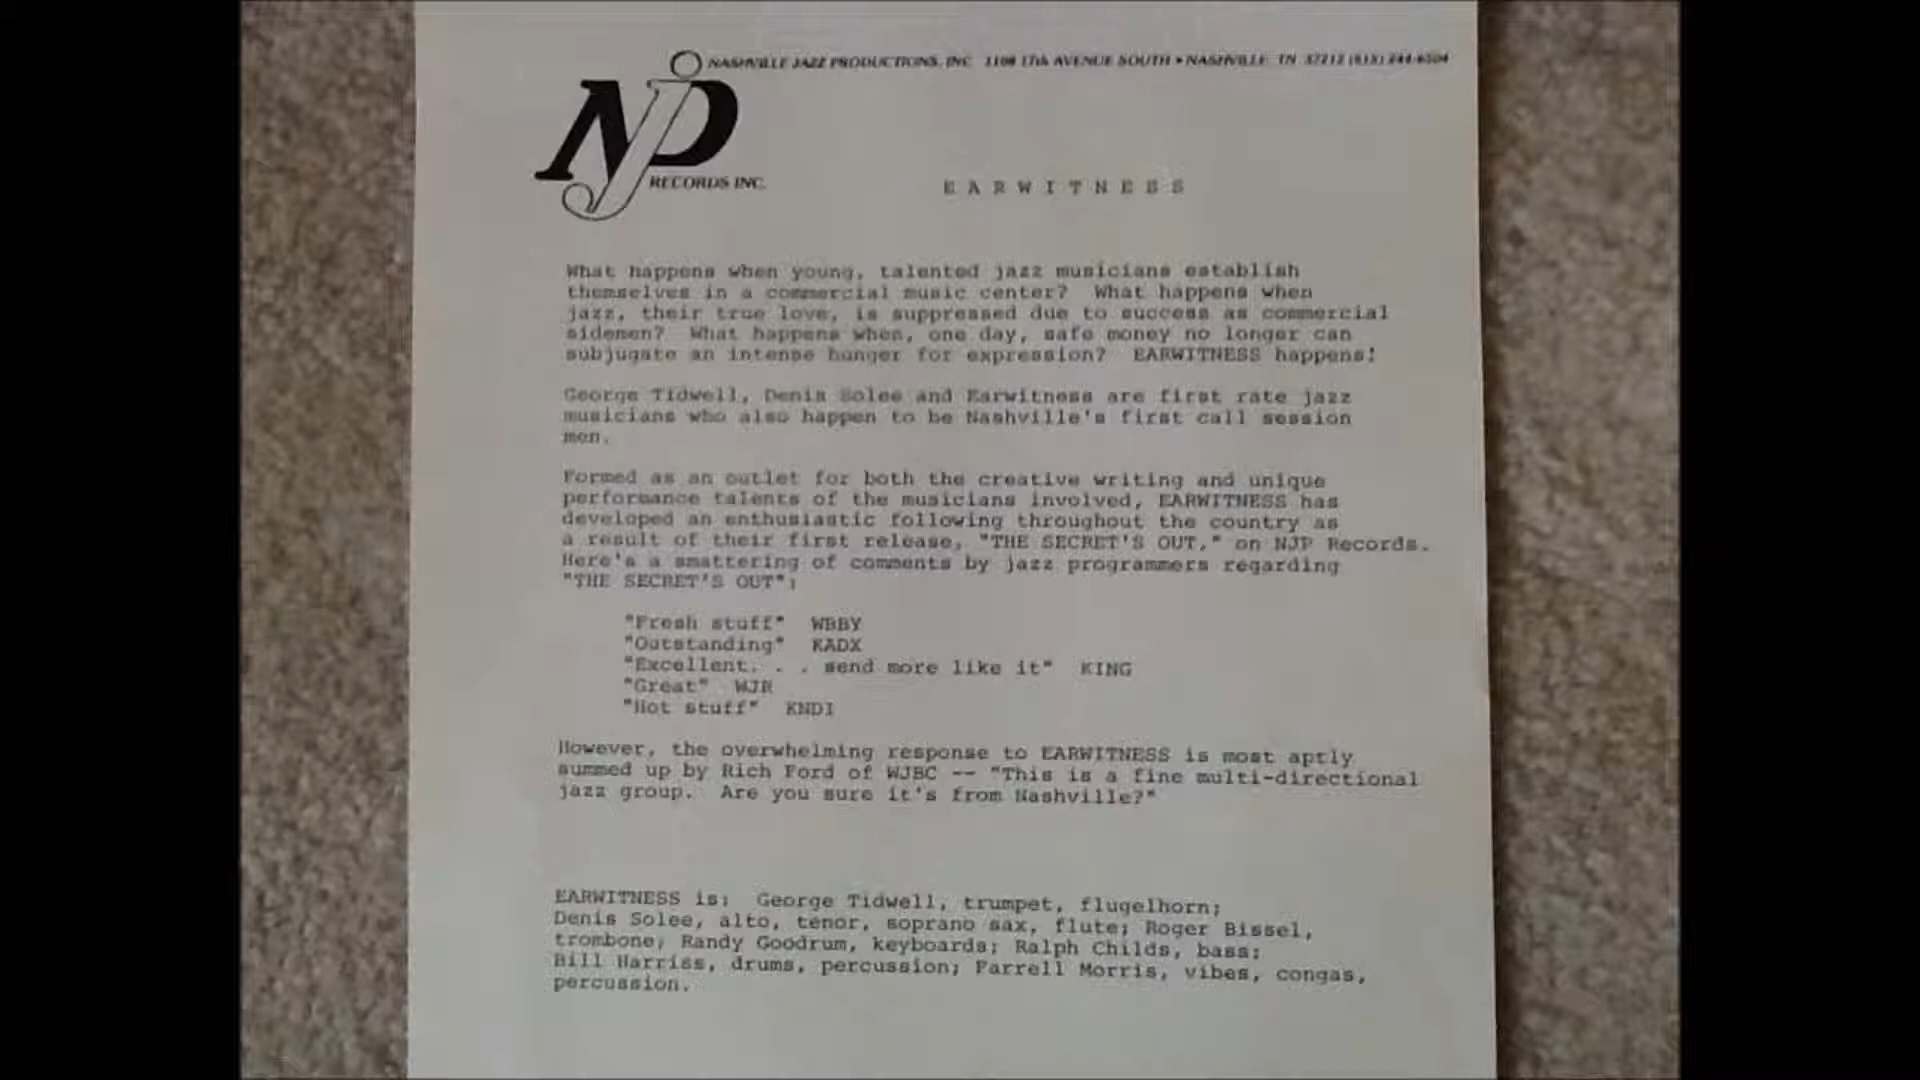 NASHVILLE JAZZ PRODUCTIONS, INC. 1108 17th AVENUE SOUTH • NASHVILLE, TN 37212 (615) 244-6504
NJP
RECORDS INC.
EARWITNESS
What happens when young, talented jazz musicians establish
themselves in a commercial music center? What happens when
jazz, their true love, is suppressed due to success as commercial
sidemen? What happens when, one day, safe money no longer can
subjugate an intense hunger for expression? EARWITNESS happens!
George Tidwell, Denis Solee and Earwitness are first rate jazz
musicians who also happen to be Nashville's first call session
men.
Formed as an outlet for both the creative writing and unique
performance talents of the musicians involved, EARWITNESS has
developed an enthusiastic following throughout the country as
a result of their first release, "THE SECRET'S OUT," on NJP Records.
Here's a smattering of comments by jazz programmers regarding
"THE SECRET'S OUT":
"Fresh stuff" WBBY
"Outstanding" KADX
"Excellent. . . send more like it" KING
"Great" WJR
"Hot stuff" KNDI
However, the overwhelming response to EARWITNESS is most aptly
summed up by Rich Ford of WJBC -- "This is a fine multi-directional
jazz group. Are you sure it's from Nashville?"
EARWITNESS is: George Tidwell, trumpet, flugelhorn;
Denis Solee, alto, tenor, soprano sax, flute; Roger Bissel,
trombone; Randy Goodrum, keyboards; Ralph Childs, bass;
Bill Harriss, drums, percussion; Farrell Morris, vibes, congas,
percussion.